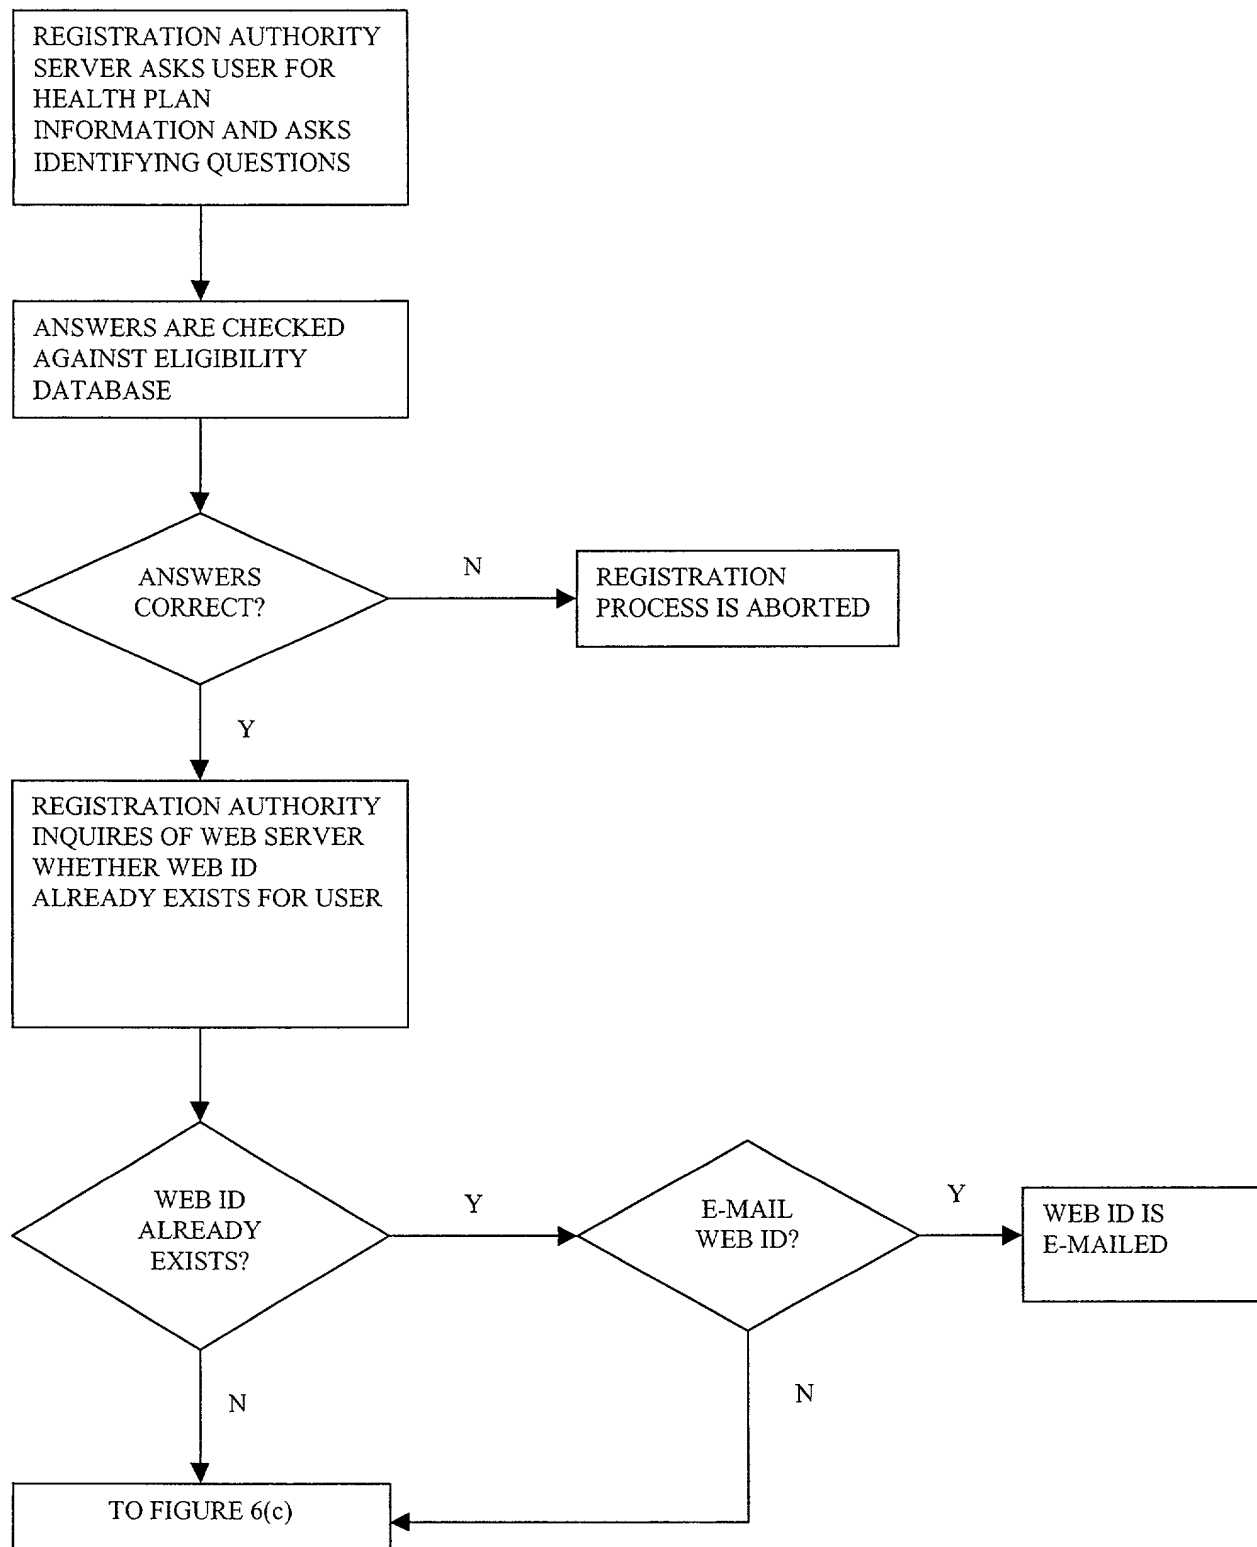 REGISTRATION AUTHORITY
SERVER ASKS USER FOR
HEALTH PLAN
INFORMATION AND ASKS
IDENTIFYING QUESTIONS
ANSWERS ARE CHECKED
AGAINST ELIGIBILITY
DATABASE
ANSWERS
CORRECT?
N
REGISTRATION
PROCESS IS ABORTED
Y
REGISTRATION AUTHORITY
INQUIRES OF WEB SERVER
WHETHER WEB ID
ALREADY EXISTS FOR USER
WEB ID
ALREADY
EXISTS?
Y
E-MAIL
WEB ID?
Y
WEB ID IS
E-MAILED
N
N
TO FIGURE 6(c)